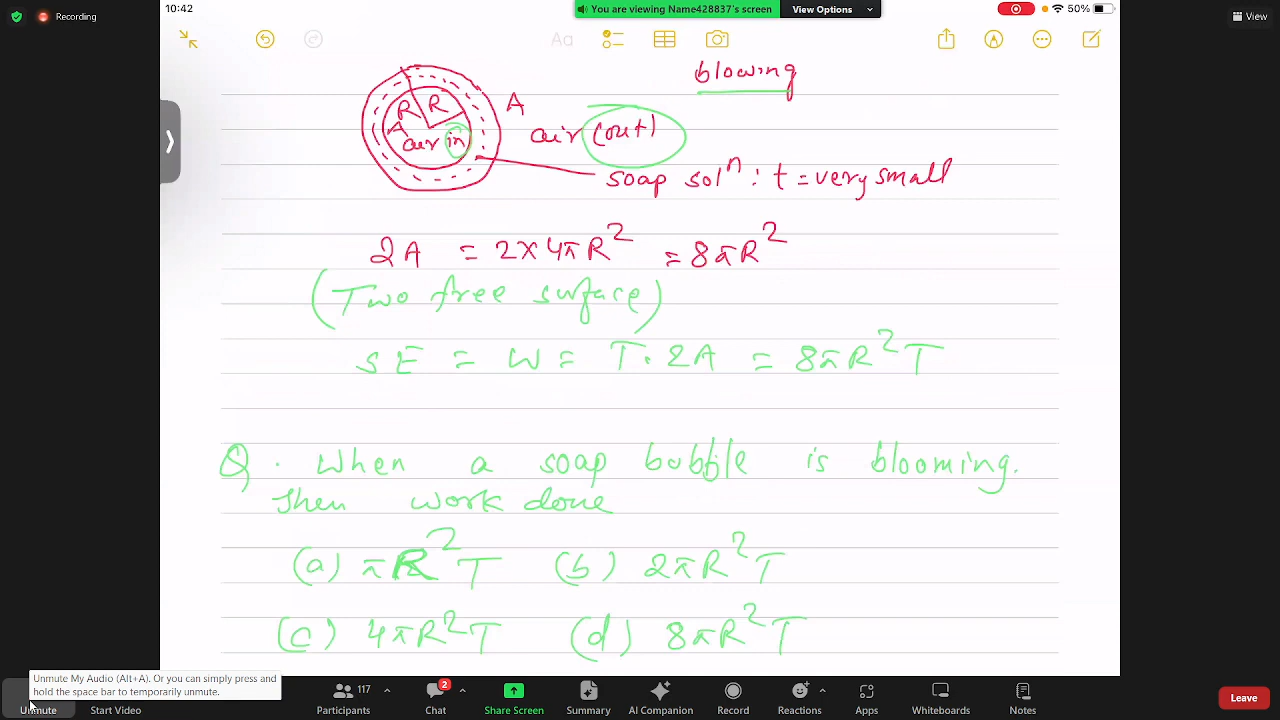 10:42
Recording
You are viewing Name428837's screen
View Options
50%
View
Aa
blowing
R R
A
A
air in
air (out)
soap solⁿ : t = very small
2A = 2×4πR² = 8πR²
(Two free surface)
SE = W = T. 2A = 8πR²T
Q. When a soap bubble is blooming.
Then work done
(a) πR²T (b) 2πR²T
(c) 4πR²T (d) 8πR²T
Unmute My Audio (Alt+A). Or you can simply press and
hold the space bar to temporarily unmute.
117
2
Unmute Start Video Participants Chat Share Screen Summary AI Companion Record Reactions Apps Whiteboards Notes
Leave